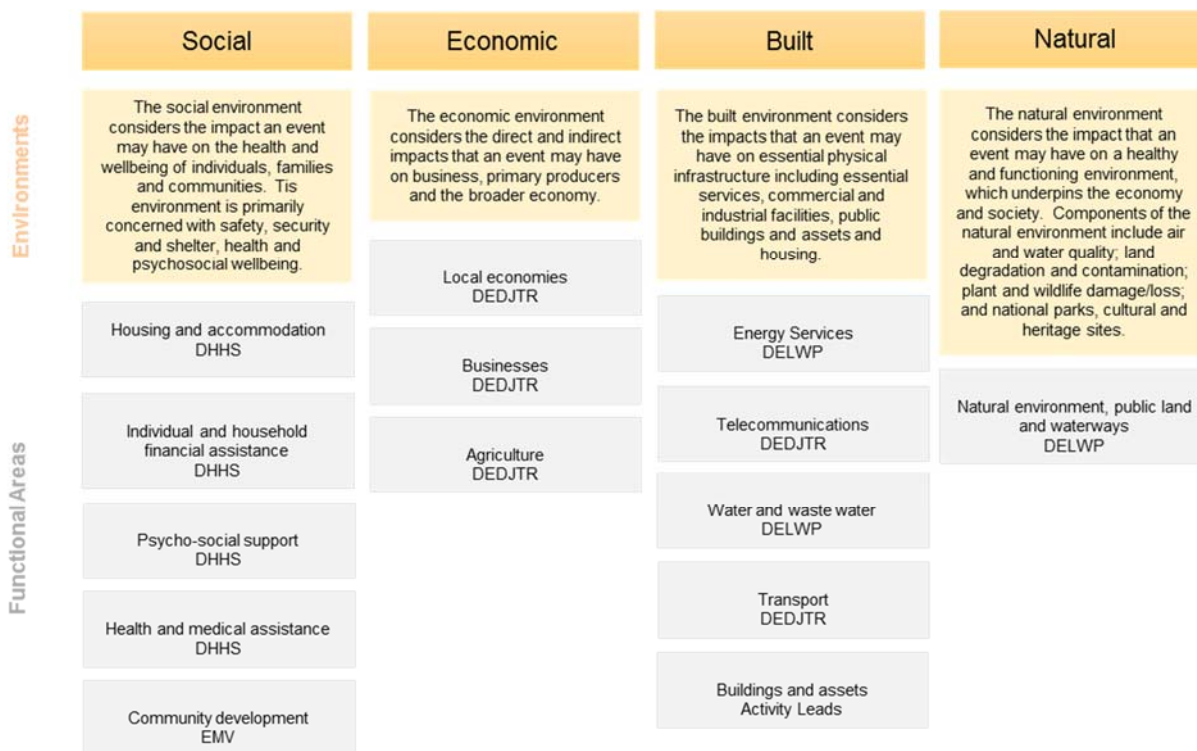 Social
Economic
Built
Natural
Environments
The social environment
considers the impact an event
may have on the health and
wellbeing of individuals, families
and communities. Tis
environment is primarily
concerned with safety, security
and shelter, health and
psychosocial wellbeing.
The economic environment
considers the direct and indirect
impacts that an event may have
on business, primary producers
and the broader economy.
The built environment considers
the impacts that an event may
have on essential physical
infrastructure including essential
services, commercial and
industrial facilities, public
buildings and assets and
housing.
The natural environment
considers the impact that an
event may have on a healthy
and functioning environment,
which underpins the economy
and society. Components of the
natural environment include air
and water quality; land
degradation and contamination;
plant and wildlife damage/loss;
and national parks, cultural and
heritage sites.
Functional Areas
Housing and accommodation
DHHS
Individual and household
financial assistance
DHHS
Psycho-social support
DHHS
Health and medical assistance
DHHS
Community development
EMV
Local economies
DEDJTR
Businesses
DEDJTR
Agriculture
DEDJTR
Energy Services
DELWP
Telecommunications
DEDJTR
Water and waste water
DELWP
Transport
DEDJTR
Buildings and assets
Activity Leads
Natural environment, public land
and waterways
DELWP